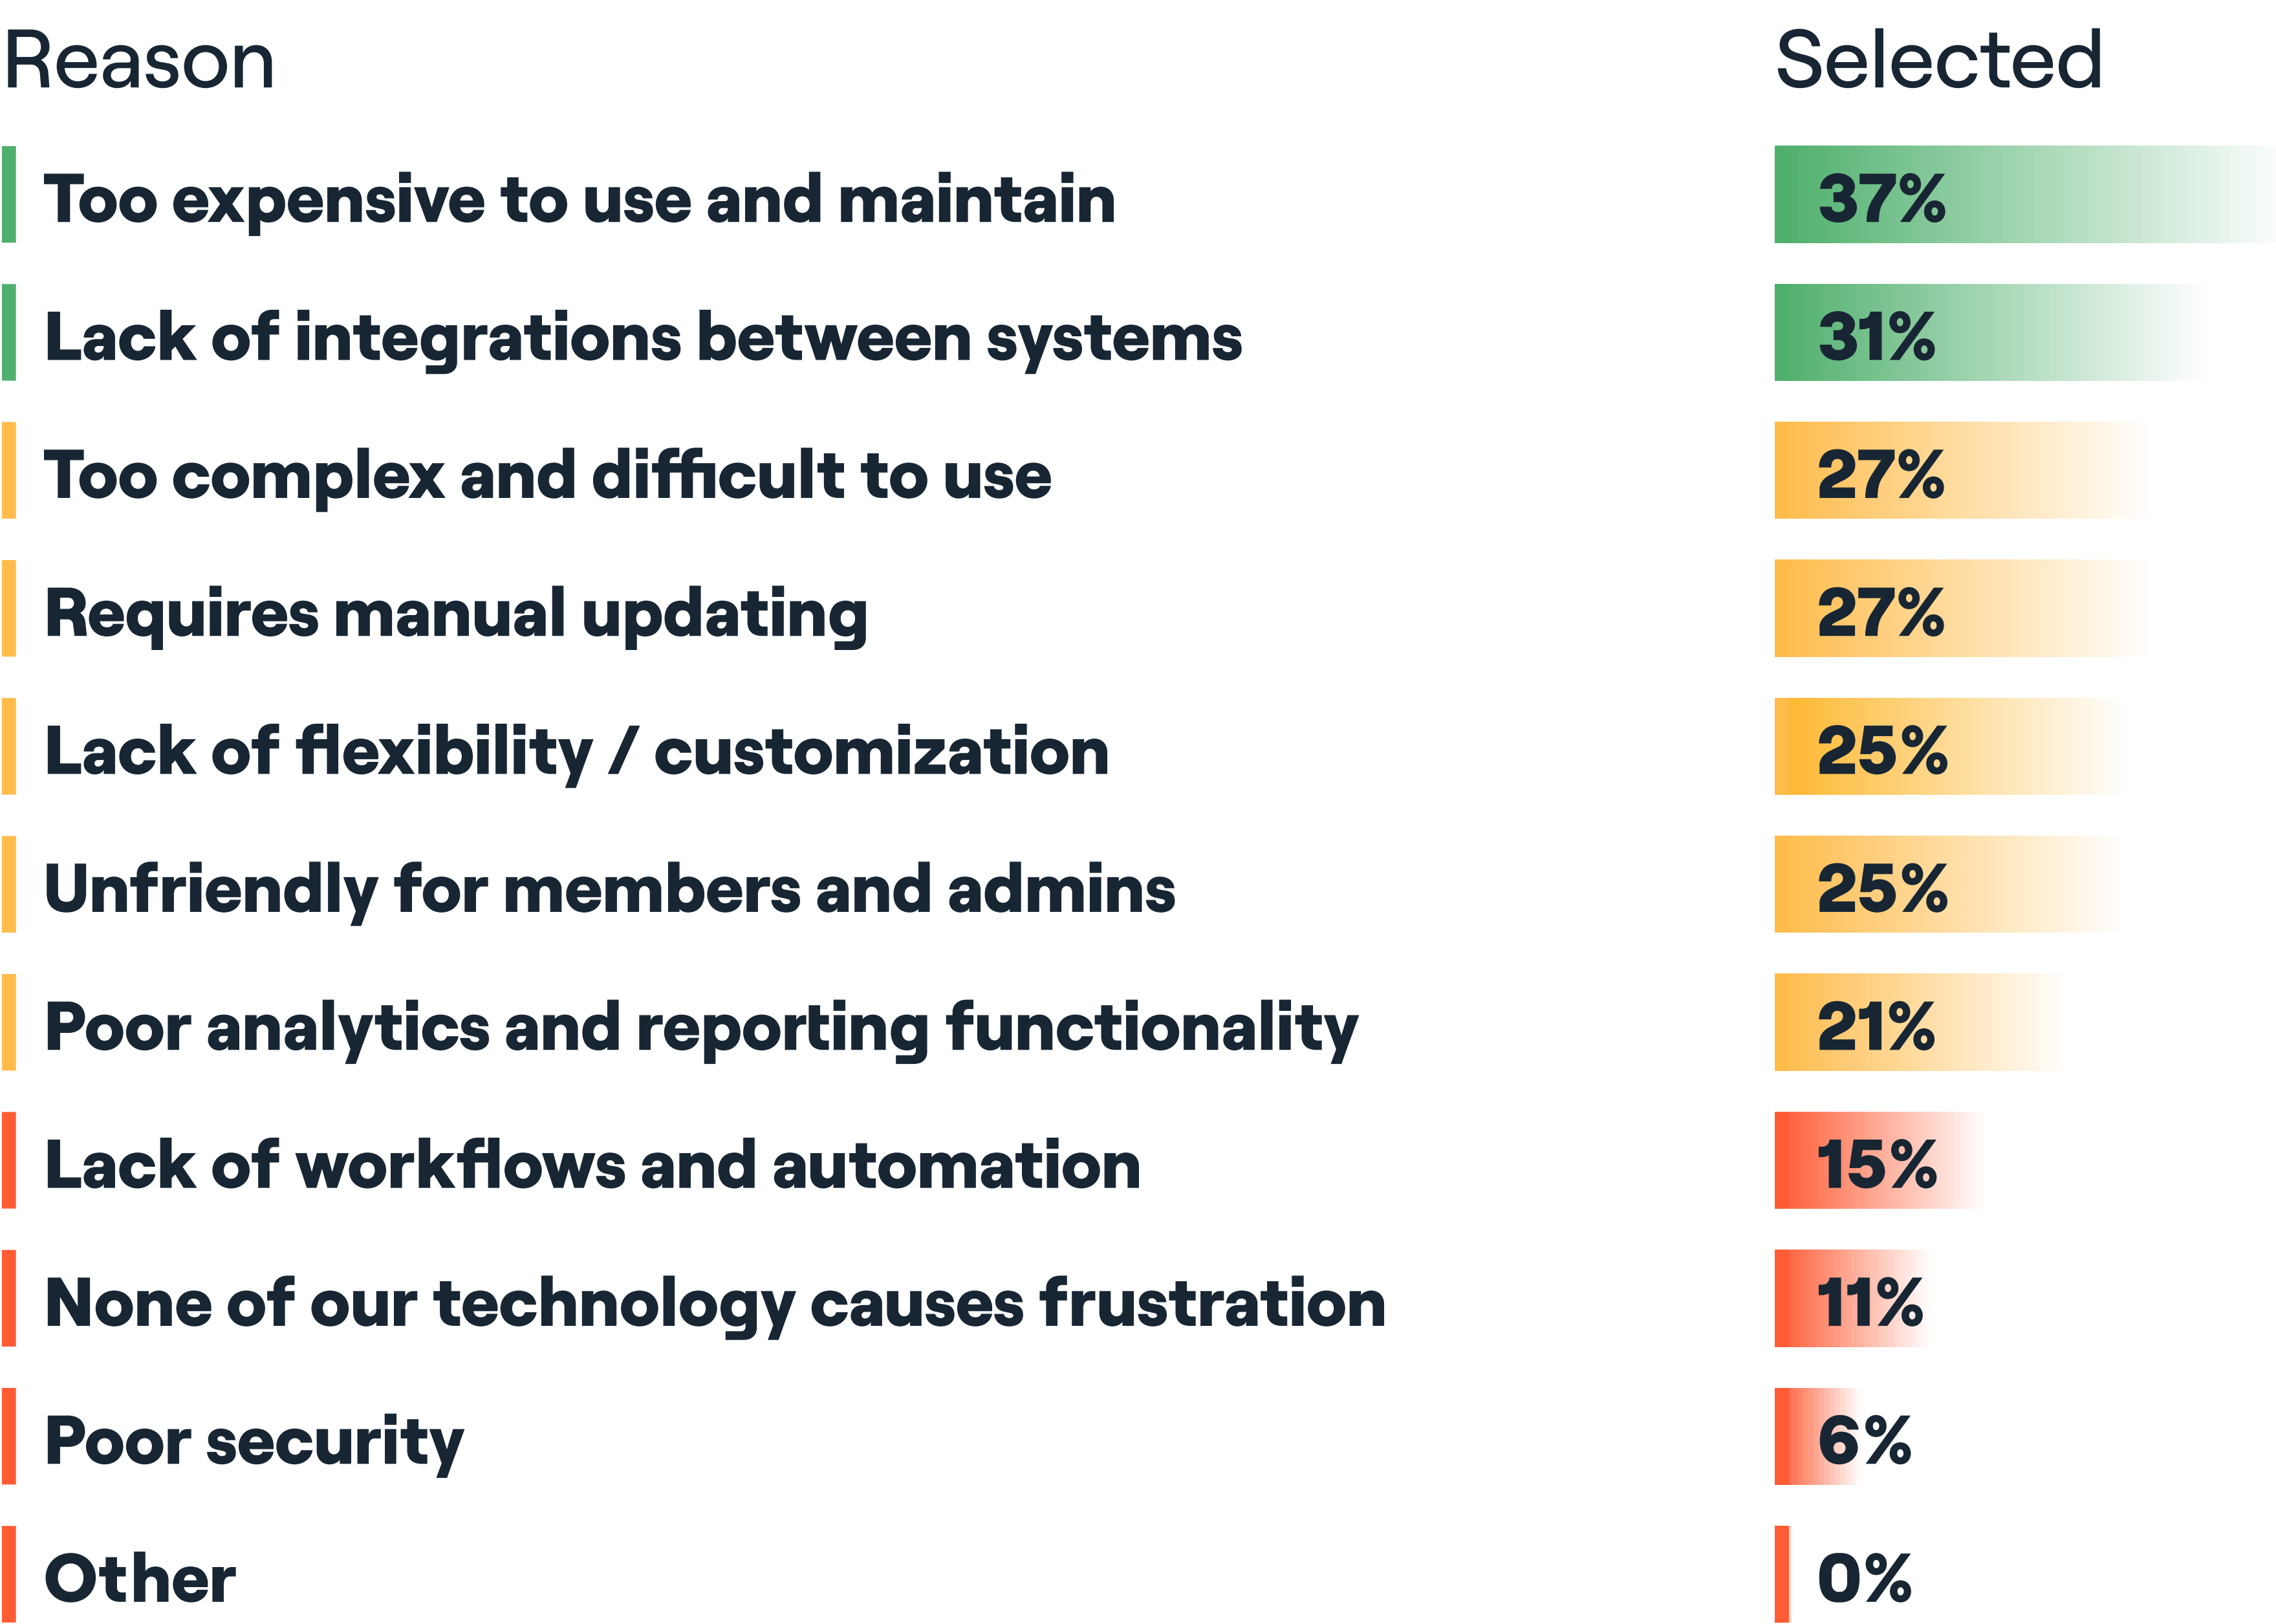 Reason Selected
Too expensive to use and maintain 37%
Lack of integrations between systems 31%
Too complex and difficult to use 27%
Requires manual updating 27%
Lack of flexibility / customization 25%
Unfriendly for members and admins 25%
Poor analytics and reporting functionality 21%
Lack of workflows and automation 15%
None of our technology causes frustration 11%
Poor security 6%
Other 0%